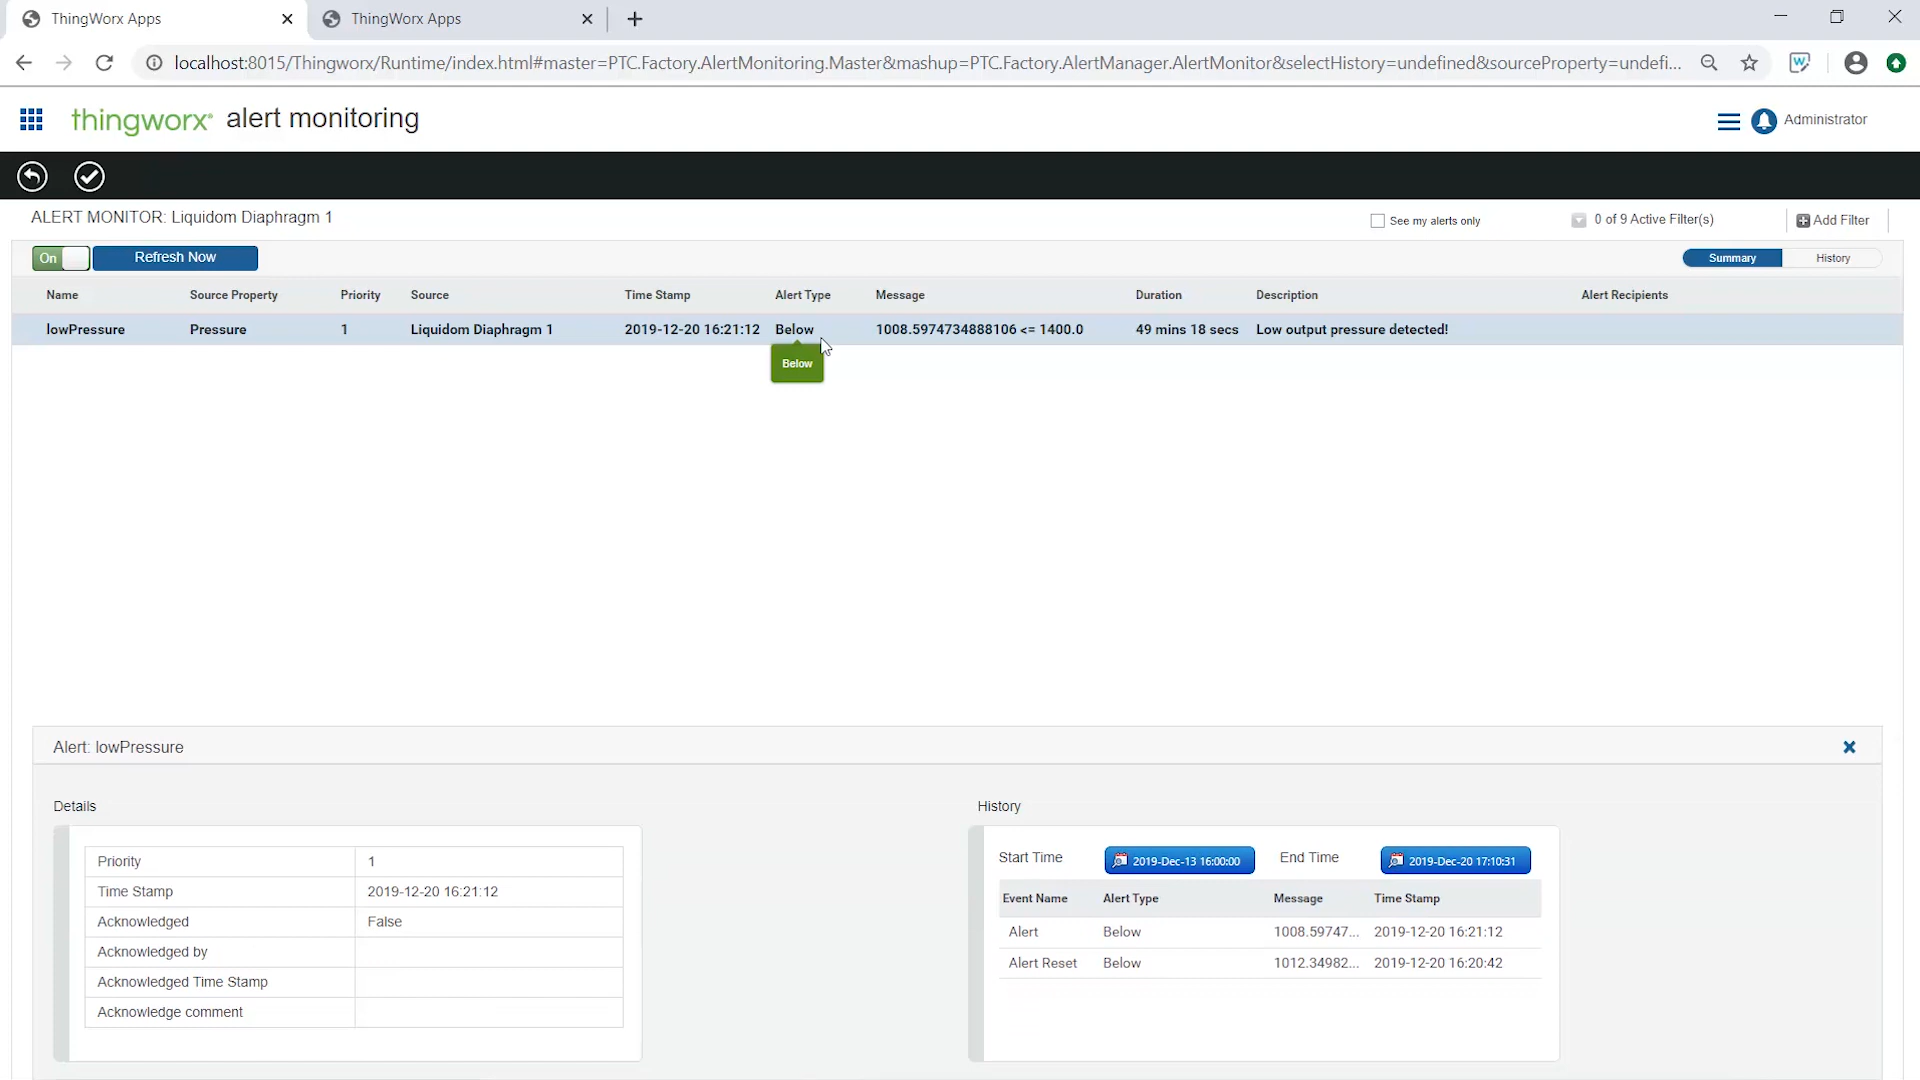 ThingWorx Apps
ThingWorx Apps
localhost:8015/Thingworx/Runtime/index.html#master=PTC.Factory.AlertMonitoring.Master&mashup=PTC.Factory.AlertManager.AlertMonitor&selectHistory=undefined&sourceProperty=undefi...
thingworx alert monitoring
Administrator
ALERT MONITOR: Liquidom Diaphragm 1
See my alerts only
0 of 9 Active Filter(s)
Add Filter
On
Refresh Now
Summary
History
Name Source Property Priority Source Time Stamp Alert Type Message Duration Description Alert Recipients
lowPressure Pressure 1 Liquidom Diaphragm 1 2019-12-20 16:21:12 Below 1008.5974734888106 <= 1400.0 49 mins 18 secs Low output pressure detected!
Below
Alert: lowPressure
Details
Priority 1
Time Stamp 2019-12-20 16:21:12
Acknowledged False
Acknowledged by
Acknowledged Time Stamp
Acknowledge comment
History
Start Time 2019-Dec-13 16:00:00 End Time 2019-Dec-20 17:10:31
Event Name Alert Type Message Time Stamp
Alert Below 1008.59747... 2019-12-20 16:21:12
Alert Reset Below 1012.34982... 2019-12-20 16:20:42